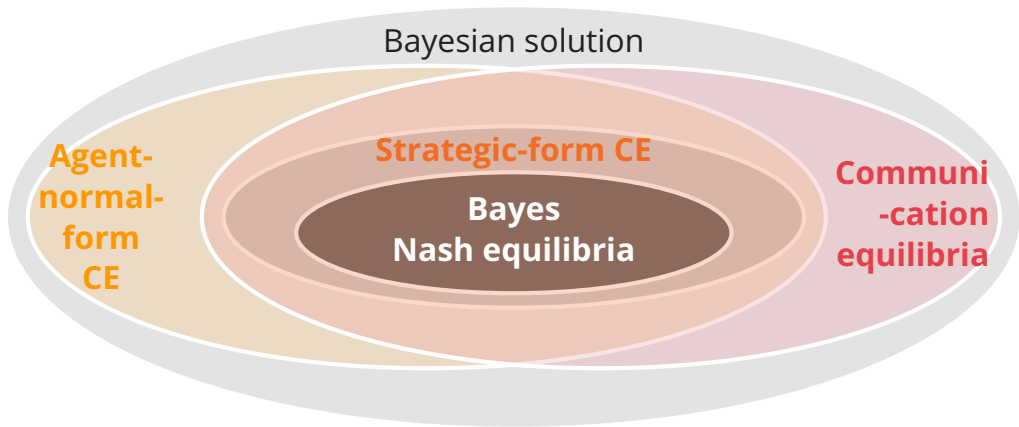 Bayesian solution
Agent-
normal-
form
CE
Strategic-form CE
Bayes
Nash equilibria
Communi
-cation
equilibria